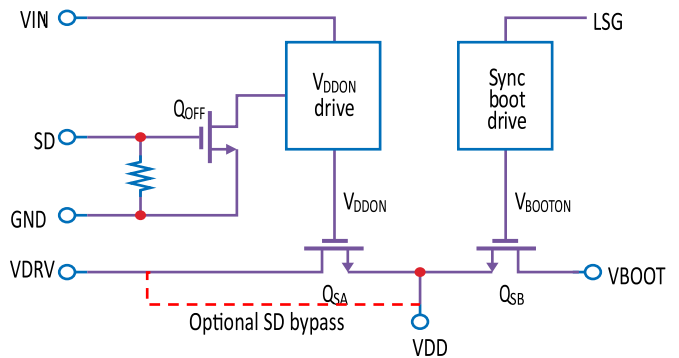 VIN
LSG
VDDON
drive
Sync
boot
drive
QOFF
SD
VDDON
VBOOTON
GND
VDRV
QSA
QSB
VBOOT
Optional SD bypass
VDD